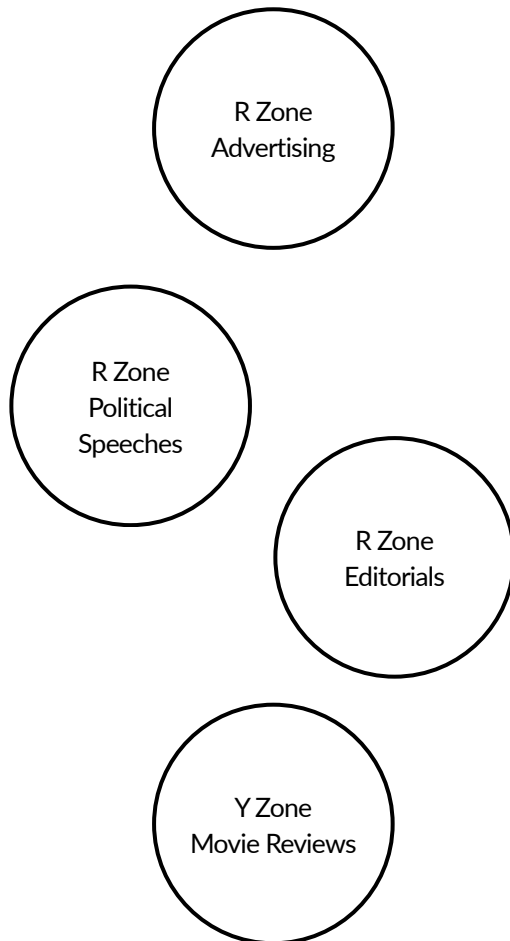 R Zone
Advertising
R Zone
Political
Speeches
R Zone
Editorials
Y Zone
Movie Reviews